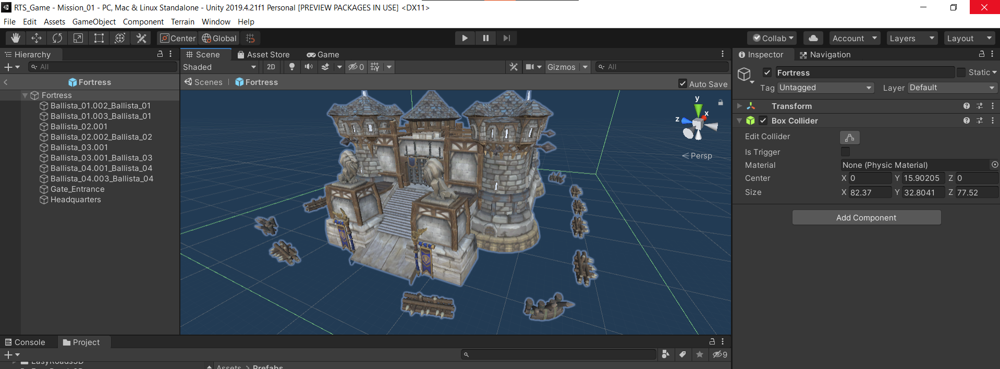 RTS_Game - Mission_01 - PC, Mac & Linux Standalone - Unity 2019.4.21f1 Personal [PREVIEW PACKAGES IN USE] <DX11>
File Edit Assets GameObject Component Terrain Window Help
Center Global Collab Account Layers Layout
Hierarchy
All
Fortress
Fortress
Ballista_01.002_Ballista_01
Ballista_01.003_Ballista_01
Ballista_02.001
Ballista_02.002_Ballista_02
Ballista_03.001
Ballista_03.001_Ballista_03
Ballista_04.001_Ballista_04
Ballista_04.003_Ballista_04
Gate_Entrance
Headquarters
Scene Asset Store Game
Shaded 2D 0 Gizmos All
Scenes Fortress Auto Save
y
x
z
< Persp
Inspector Navigation
Fortress Static
Tag Untagged Layer Default
Transform
Box Collider
Edit Collider
Is Trigger
Material None (Physic Material)
Center X 0 Y 15.90205 Z 0
Size X 82.37 Y 32.8041 Z 77.52
Add Component
Console Project
9
EasyRoads3D
Assets > Prefabs